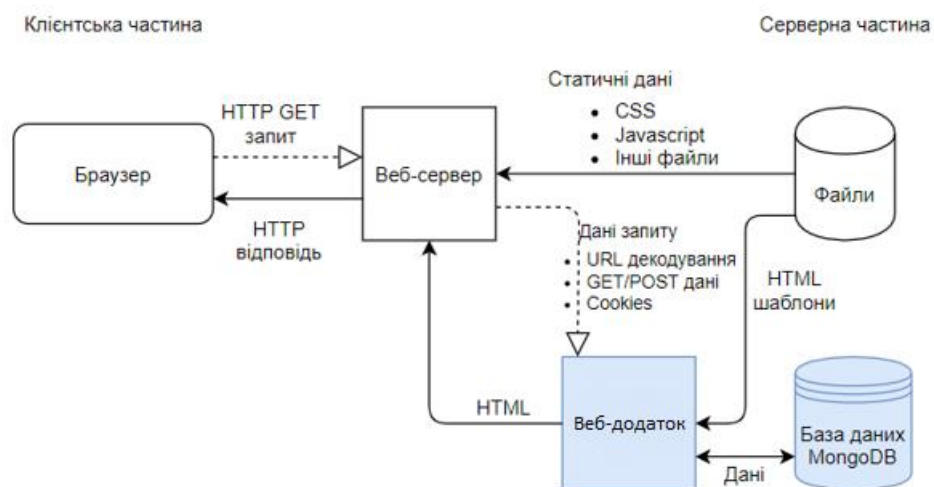 Клієнтська частина
Серверна частина
Статичні дані
• CSS
• Javascript
• Інші файли
HTTP GET
запит
Браузер
Веб-сервер
Файли
HTTP
відповідь
Дані запиту
• URL декодування
• GET/POST дані
• Cookies
HTML
шаблони
HTML
Веб-додаток
База даних
MongoDB
Дані